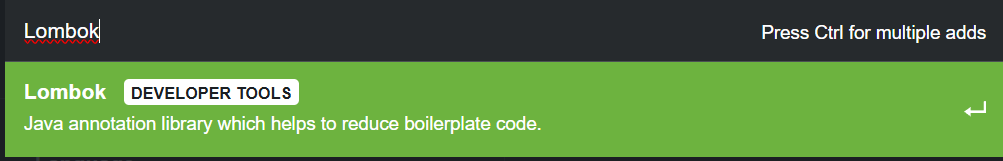 Lombok
Press Ctrl for multiple adds
Lombok DEVELOPER TOOLS
Java annotation library which helps to reduce boilerplate code.